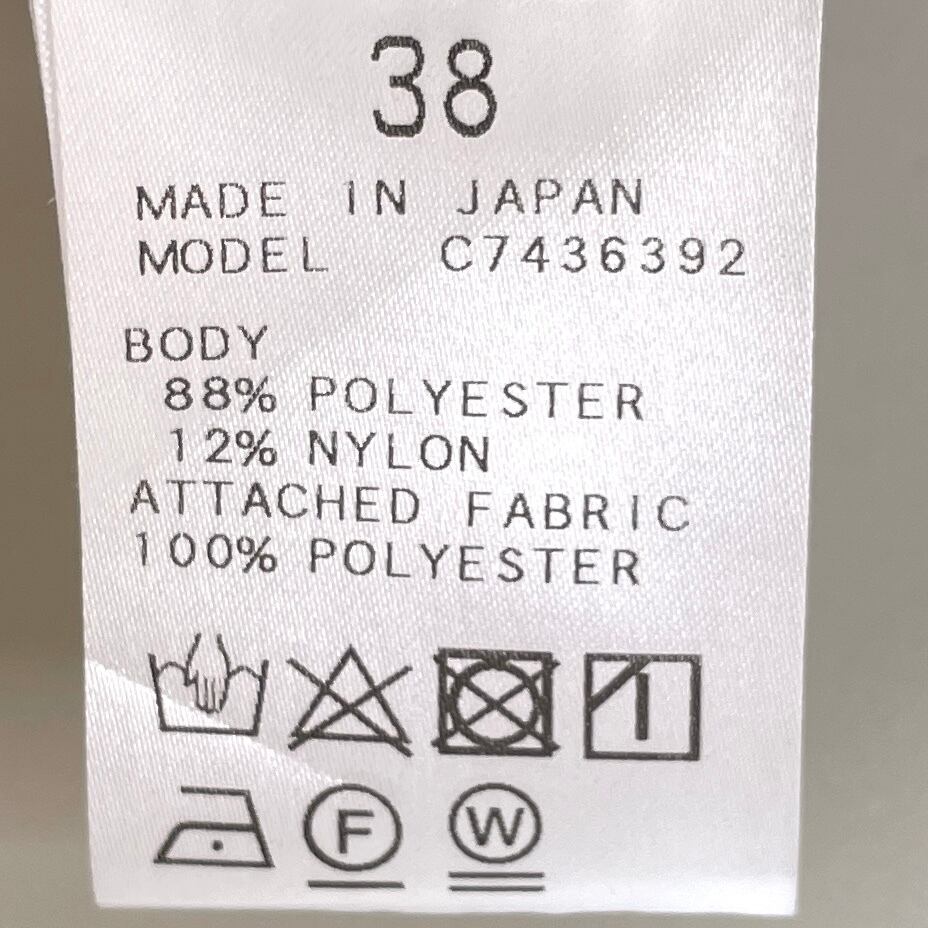 38
MADE IN JAPAN
MODEL C7436392
BODY
88% POLYESTER
12% NYLON
ATTACHED FABRIC
100% POLYESTER
F W